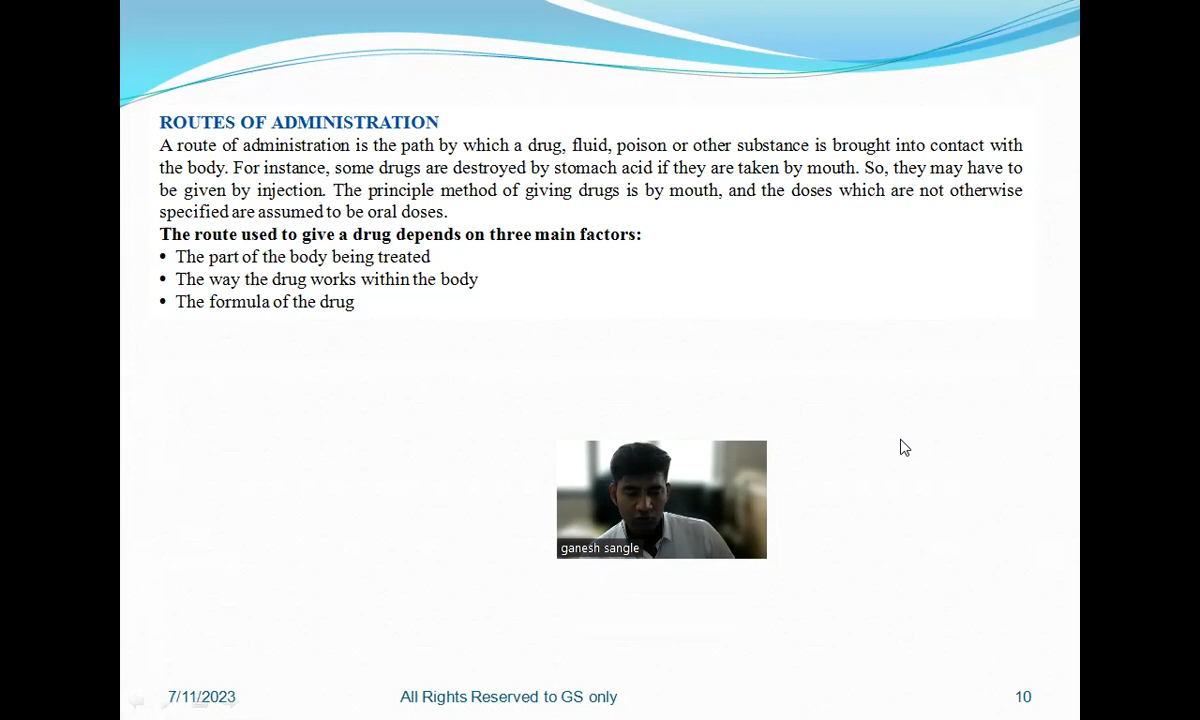 ROUTES OF ADMINISTRATION
A route of administration is the path by which a drug, fluid, poison or other substance is brought into contact with
the body. For instance, some drugs are destroyed by stomach acid if they are taken by mouth. So, they may have to
be given by injection. The principle method of giving drugs is by mouth, and the doses which are not otherwise
specified are assumed to be oral doses.
The route used to give a drug depends on three main factors:
• The part of the body being treated
• The way the drug works within the body
• The formula of the drug
ganesh sangle
7/11/2023 All Rights Reserved to GS only 10